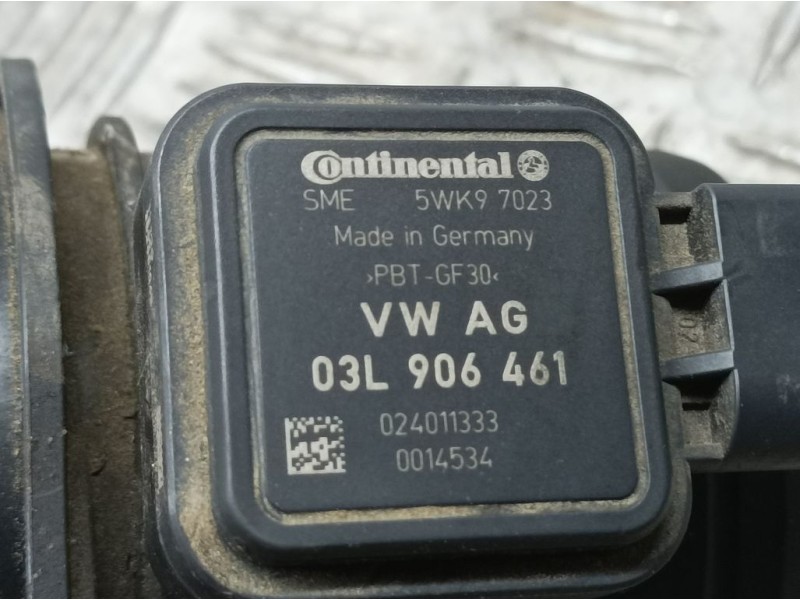 Continental
SME 5WK9 7023
Made in Germany
>PBT-GF30<
VW AG
03L 906 461
024011333
0014534